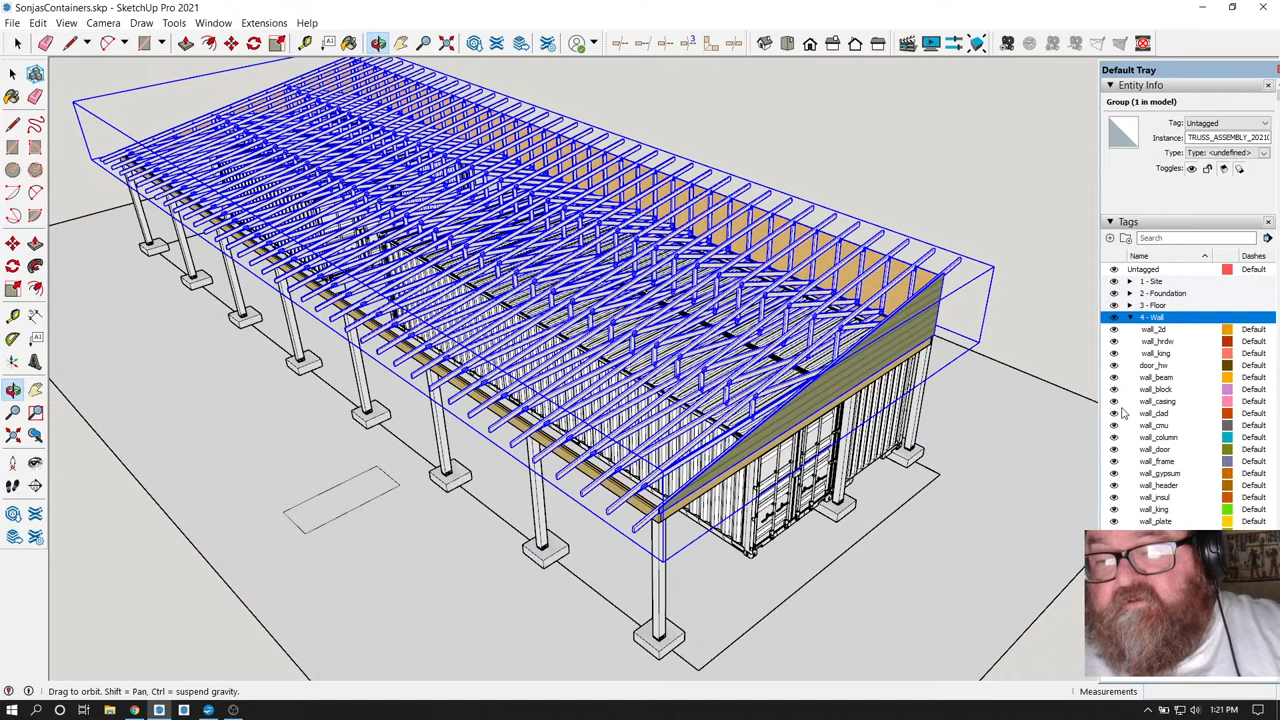 SonjasContainers.skp - SketchUp Pro 2021
File Edit View Camera Draw Tools Window Extensions Help
Default Tray
Entity Info
Group (1 in model)
Tag: Untagged
Instance: TRUSS_ASSEMBLY_2021
Type: Type: <undefined>
Toggles:
Tags
Search
Name Dashes
Untagged Default
1 - Site
2 - Foundation
3 - Floor
4 - Wall
wall_2d Default
wall_hrdw Default
wall_king Default
door_hw Default
wall_beam Default
wall_block Default
wall_casing Default
wall_clad Default
wall_cmu Default
wall_column Default
wall_door Default
wall_frame Default
wall_gypsum Default
wall_header Default
wall_insul Default
wall_king Default
wall_plate Default
Drag to orbit. Shift = Pan, Ctrl = suspend gravity.
Measurements
1:21 PM